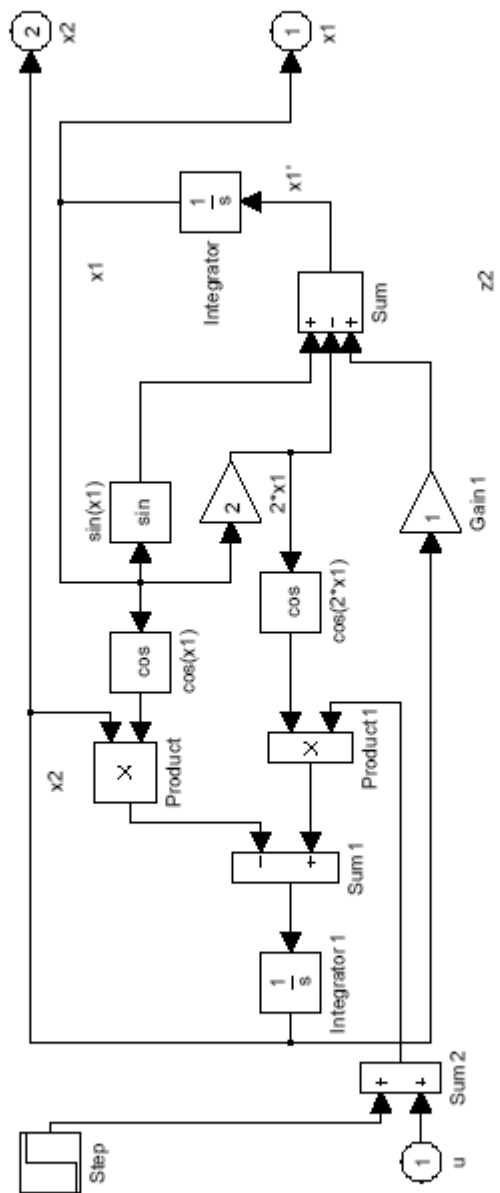 2
x2
x2
Step
x1
sin(x1)
×
cos
sin
Product
cos(x1)
1
s
Integrator
2
−
+
1
s
cos
2*x1
x1'
1
x1
×
+
−
+
Integrator 1
Sum 1
cos(2*x1)
Product 1
Sum
+
+
1
1
u
Sum 2
Gain 1
z2